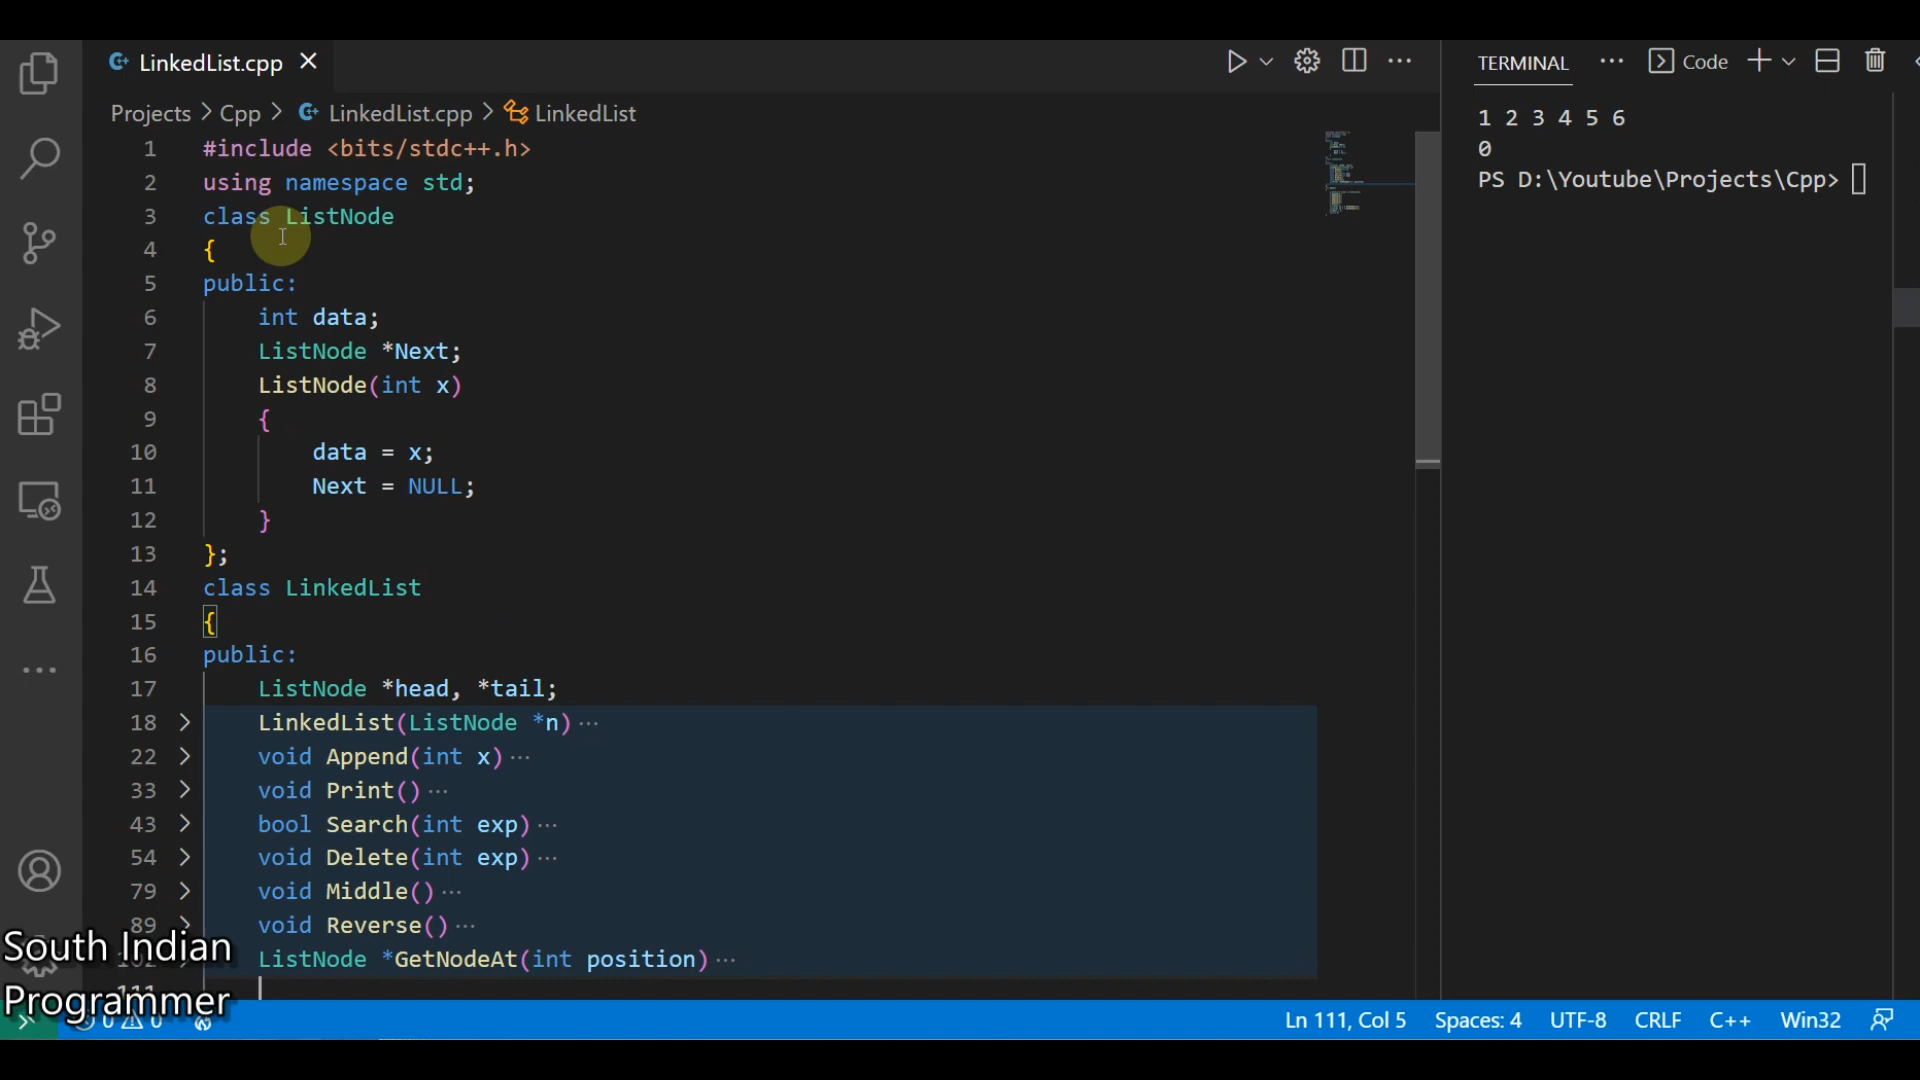 LinkedList.cpp
TERMINAL ··· Code
Projects > Cpp > LinkedList.cpp > LinkedList
1 #include <bits/stdc++.h>
2 using namespace std;
3 class ListNode
4 {
5 public:
6 int data;
7 ListNode *Next;
8 ListNode(int x)
9 {
10 data = x;
11 Next = NULL;
12 }
13 };
14 class LinkedList
15 {
16 public:
17 ListNode *head, *tail;
18 LinkedList(ListNode *n) ···
22 void Append(int x) ···
33 void Print() ···
43 bool Search(int exp) ···
54 void Delete(int exp) ···
79 void Middle() ···
89 void Reverse() ···
102 ListNode *GetNodeAt(int position) ···
111
1 2 3 4 5 6
0
PS D:\Youtube\Projects\Cpp>
South Indian
Programmer
0 0 Ln 111, Col 5 Spaces: 4 UTF-8 CRLF C++ Win32